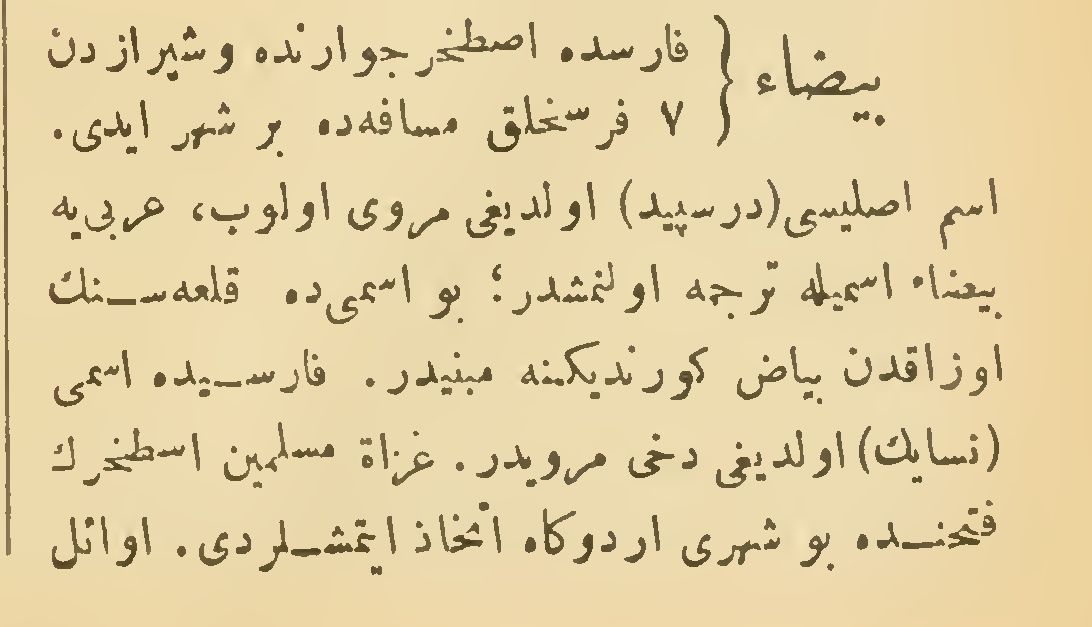 بیضاء
فارسده اصطخر جوارنده و شیرازدن
۷ فرسخلق مسافه‌ده بر شهر ایدی.
اسم اصلیسی (درسپید) اولدیغی مروی اولوب، عربی‌یه
بیضاء اسمیله ترجمه اولنمشدر؛ بو اسمی‌ده قلعه‌سنك
اوزاقدن بیاض كورندیكنه مبنیدر. فارسیده اسمی
(نسایك) اولدیغی دخی مرویدر. غزاة مسلمین اسطخرك
فتحنده بو شهری اردوكاه اتخاذ ایتمشلردی. اوائل